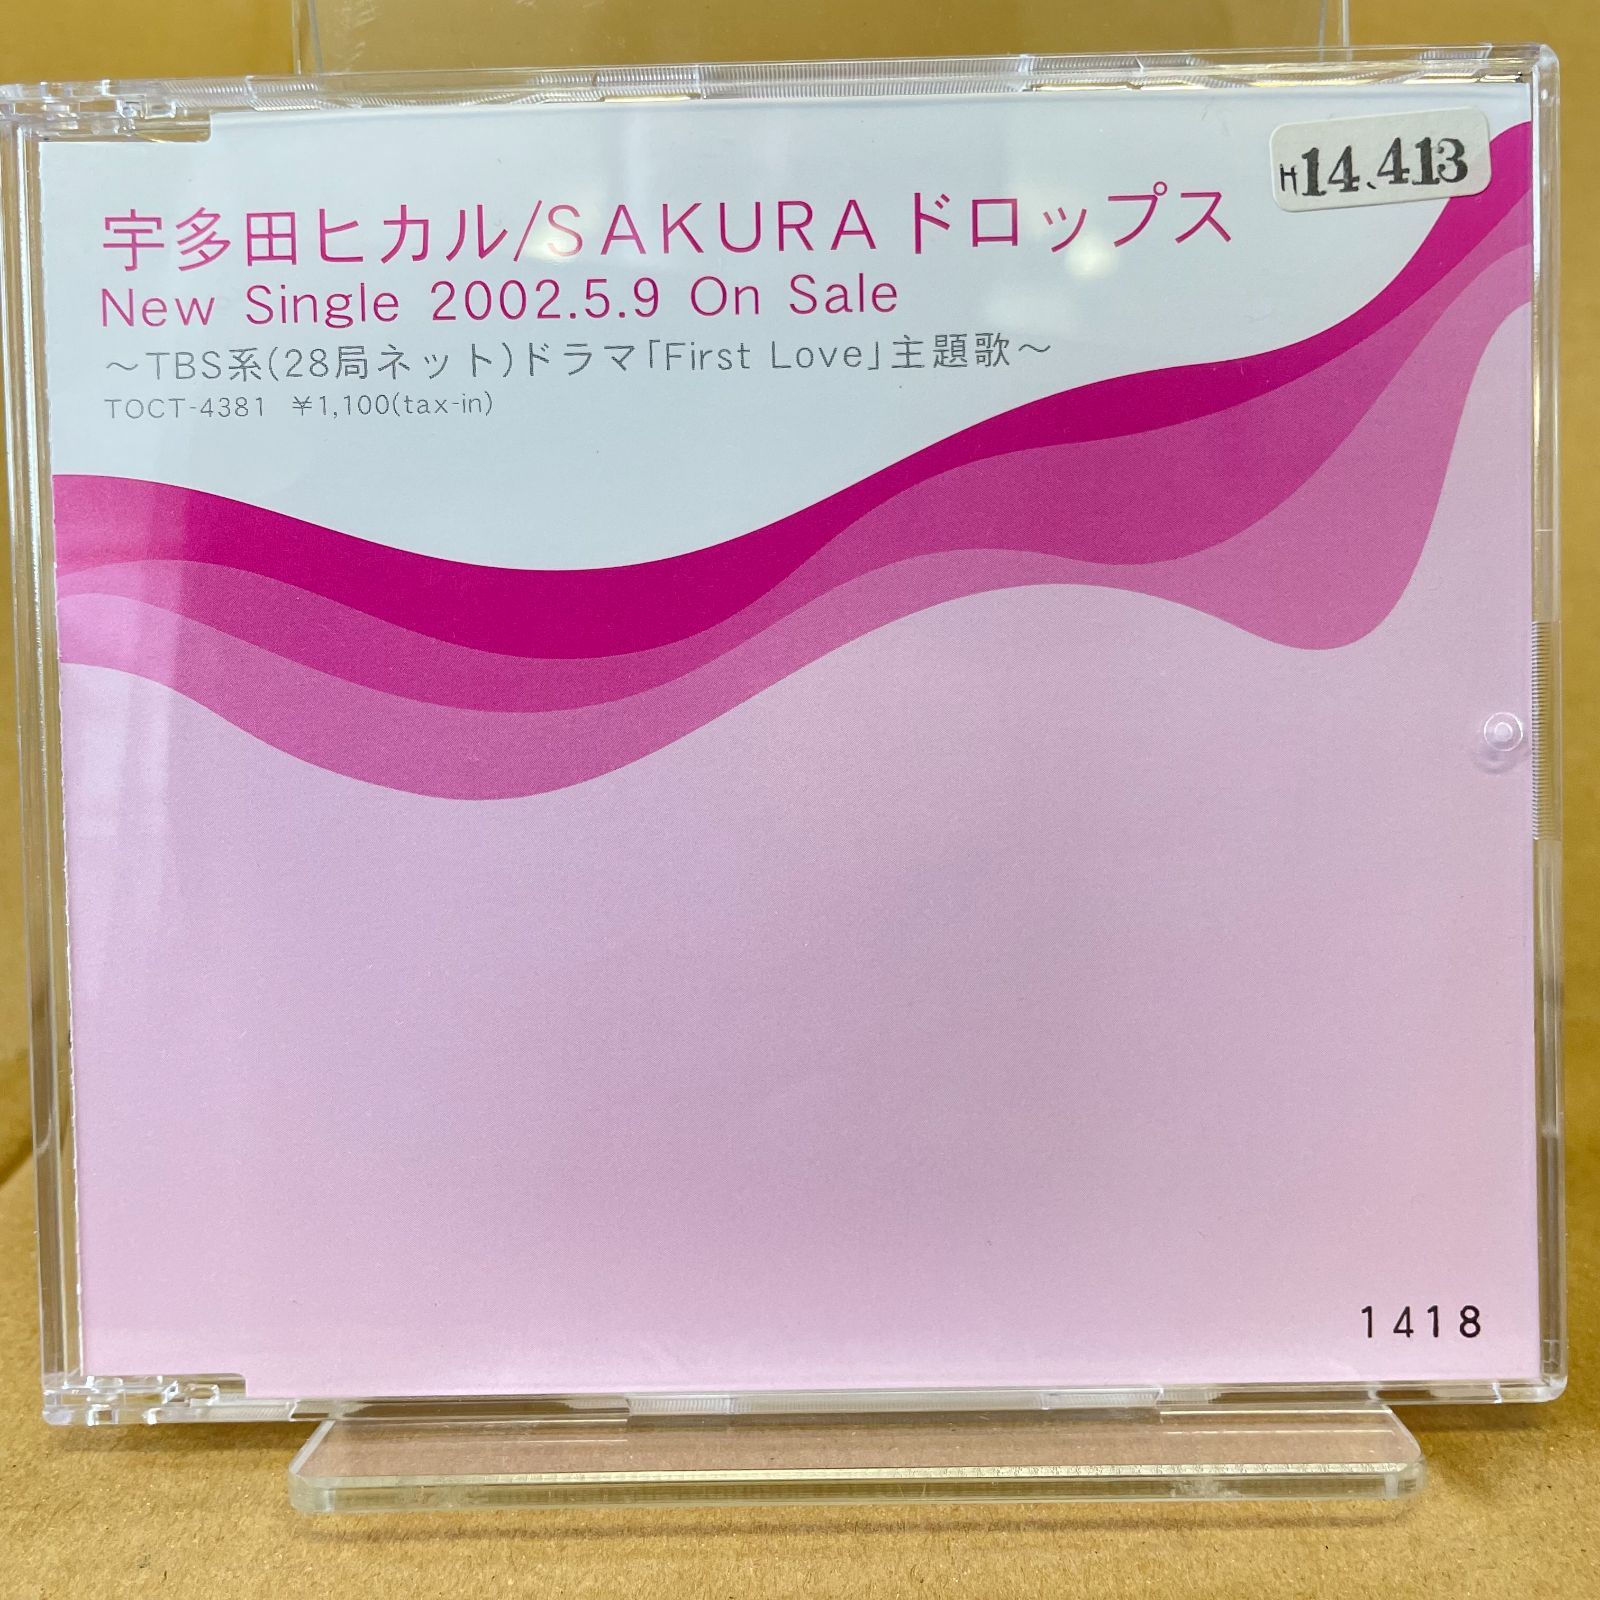 H14.4.13
宇多田ヒカル/SAKURAドロップス
New Single 2002.5.9 On Sale
～TBS系(28局ネット)ドラマ「First Love」主題歌～
TOCT-4381 ¥1,100(tax-in)
1418